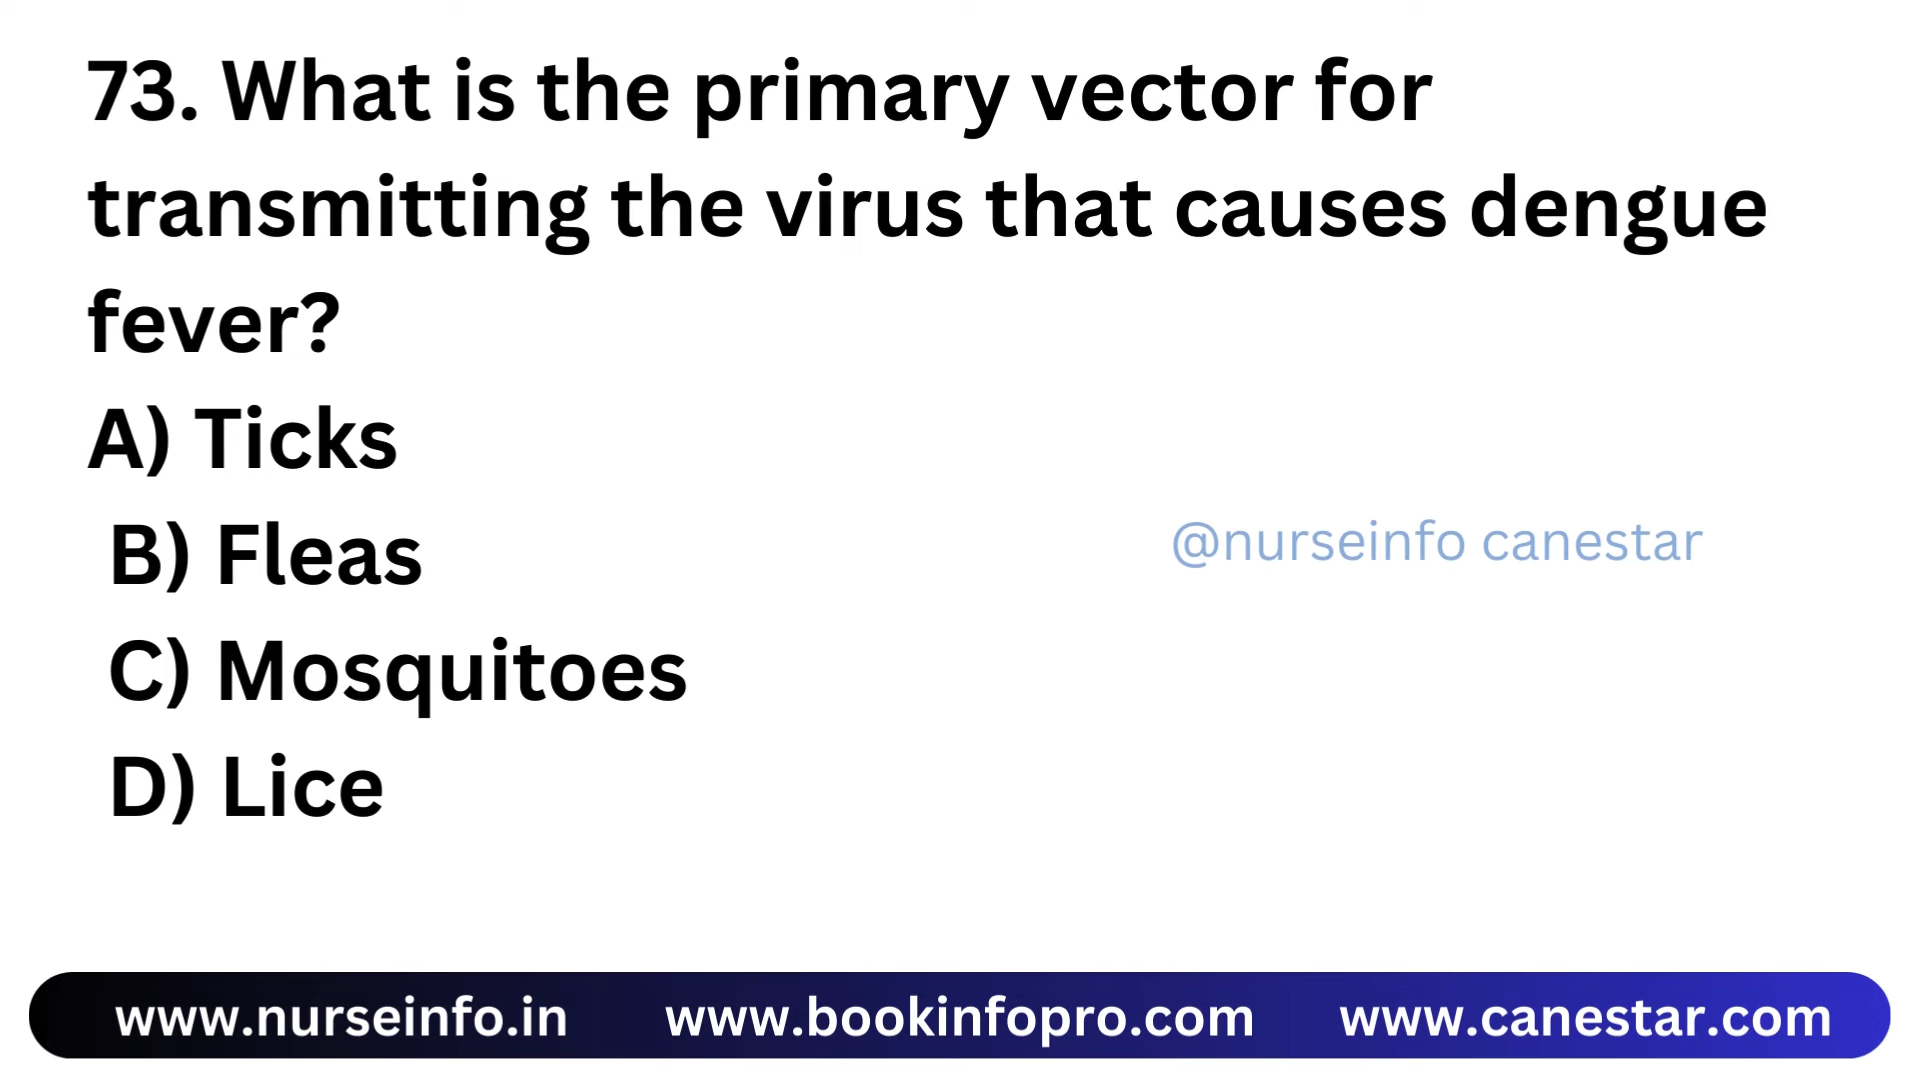 73. What is the primary vector for
transmitting the virus that causes dengue
fever?
A) Ticks
B) Fleas
@nurseinfo canestar
C) Mosquitoes
D) Lice
www.nurseinfo.in www.bookinfopro.com www.canestar.com